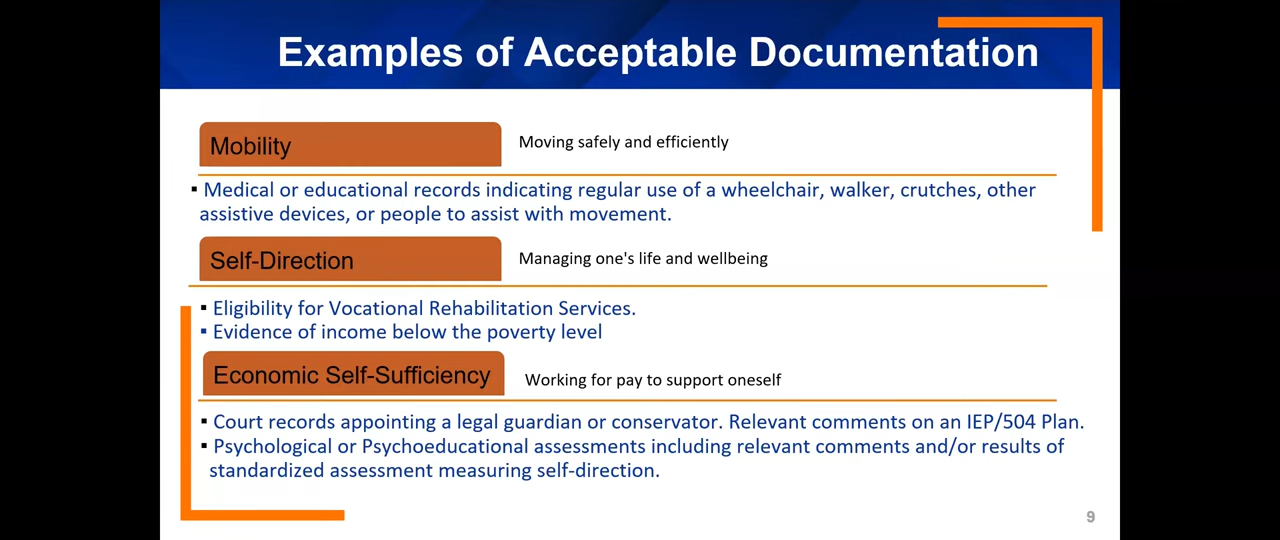 Examples of Acceptable Documentation
Mobility
Moving safely and efficiently
▪ Medical or educational records indicating regular use of a wheelchair, walker, crutches, other
assistive devices, or people to assist with movement.
Self-Direction
Managing one's life and wellbeing
▪ Eligibility for Vocational Rehabilitation Services.
▪ Evidence of income below the poverty level
Economic Self-Sufficiency
Working for pay to support oneself
▪ Court records appointing a legal guardian or conservator. Relevant comments on an IEP/504 Plan.
▪ Psychological or Psychoeducational assessments including relevant comments and/or results of
standardized assessment measuring self-direction.
9